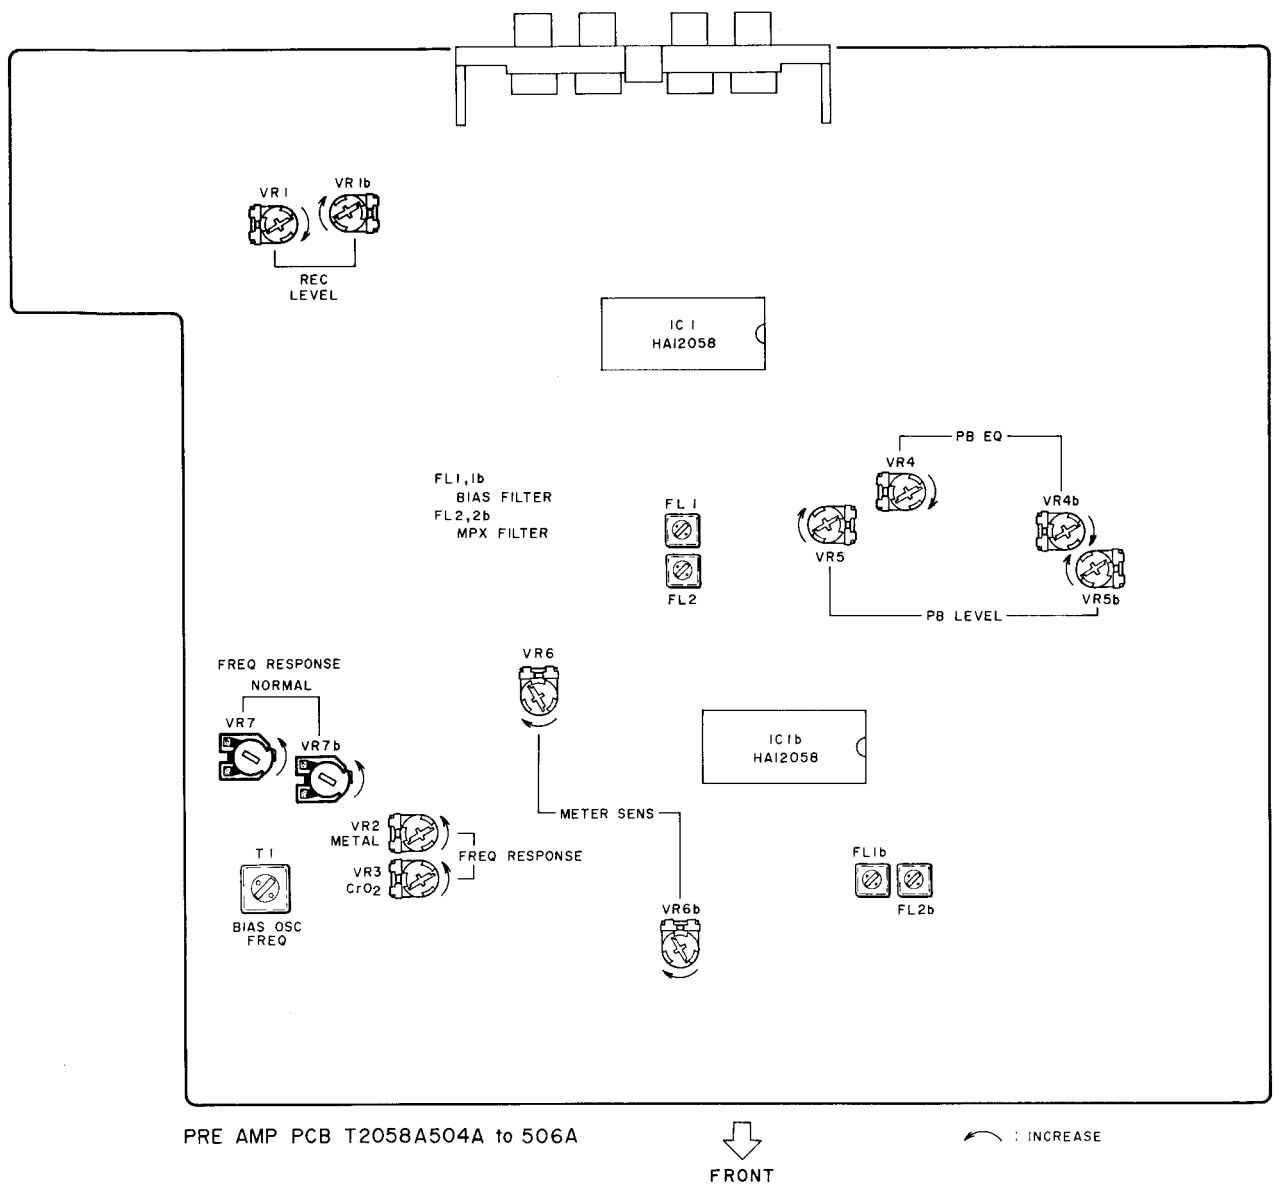 VR1
VR1b
REC
LEVEL
IC1
HA12058
PB EQ
VR4
FL1,1b
BIAS FILTER
FL2,2b
MPX FILTER
FL1
VR4b
VR5
FL2
VR5b
PB LEVEL
VR6
FREQ RESPONSE
NORMAL
VR7
VR7b
IC1b
HA12058
METER SENS
VR2
METAL
FREQ RESPONSE
VR3
CrO2
T1
BIAS OSC
FREQ
FL1b
FL2b
VR6b
PRE AMP PCB T2058A504A to 506A
: INCREASE
FRONT